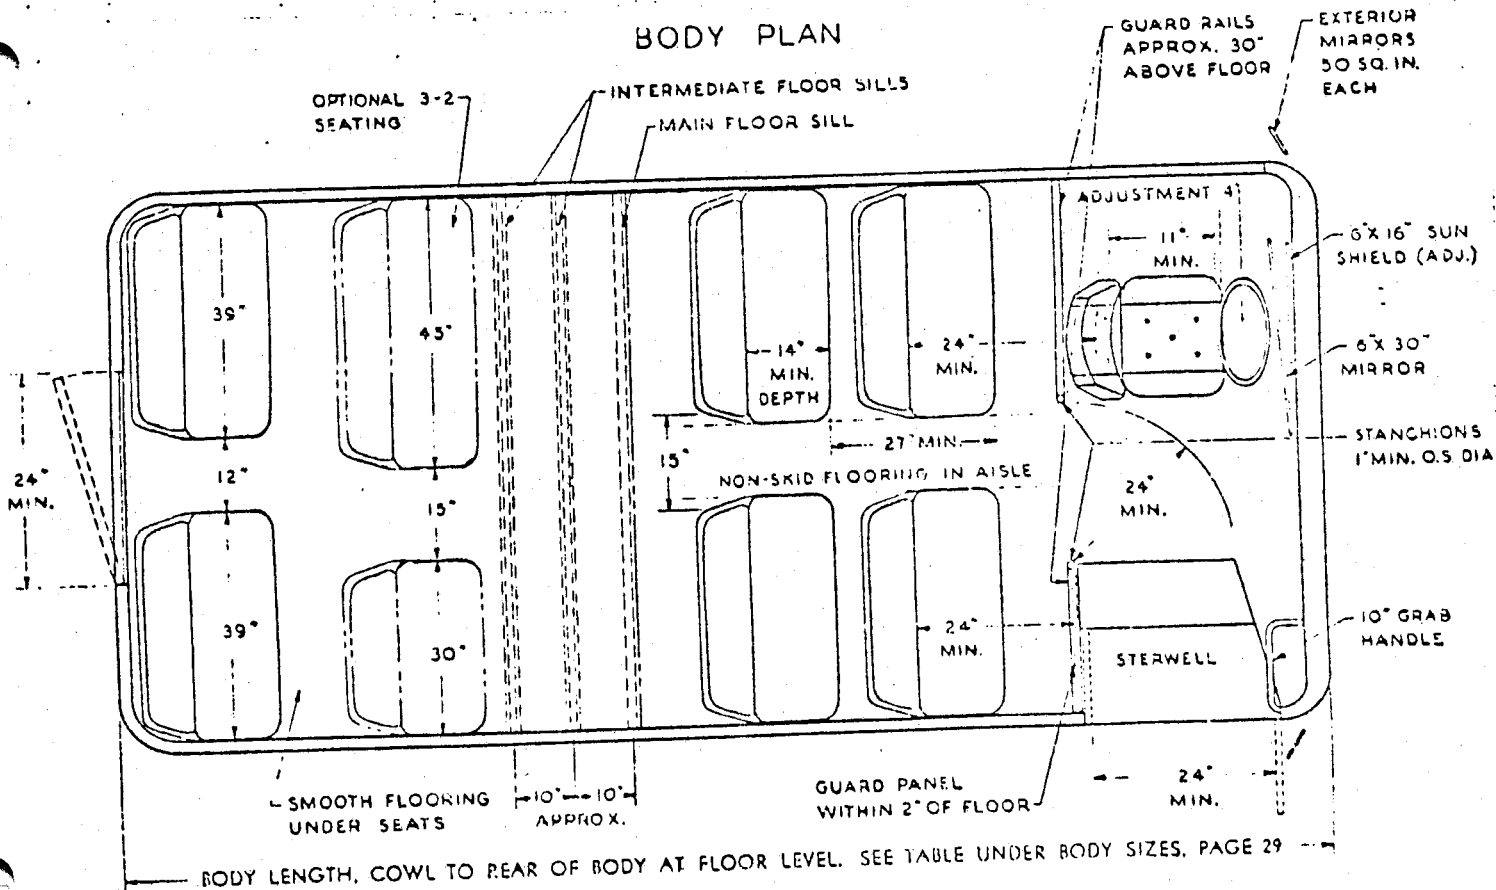 BODY PLAN
GUARD RAILS
APPROX. 30"
ABOVE FLOOR
EXTERIOR
MIRRORS
50 SQ. IN.
EACH
OPTIONAL 3-2
SEATING
INTERMEDIATE FLOOR SILLS
MAIN FLOOR SILL
ADJUSTMENT 4"
11"
MIN.
6"X 16" SUN
SHIELD (ADJ.)
39"
45"
14"
MIN.
DEPTH
24"
MIN.
6"X 30"
MIRROR
24"
MIN.
12"
15"
15"
27" MIN.
NON-SKID FLOORING IN AISLE
24"
MIN.
STANCHIONS
1" MIN. O.S. DIA
39"
30"
24"
MIN.
STERWELL
10" GRAB
HANDLE
SMOOTH FLOORING
UNDER SEATS
10" 10"
APPROX.
GUARD PANEL
WITHIN 2" OF FLOOR
24"
MIN.
BODY LENGTH, COWL TO REAR OF BODY AT FLOOR LEVEL. SEE TABLE UNDER BODY SIZES, PAGE 29